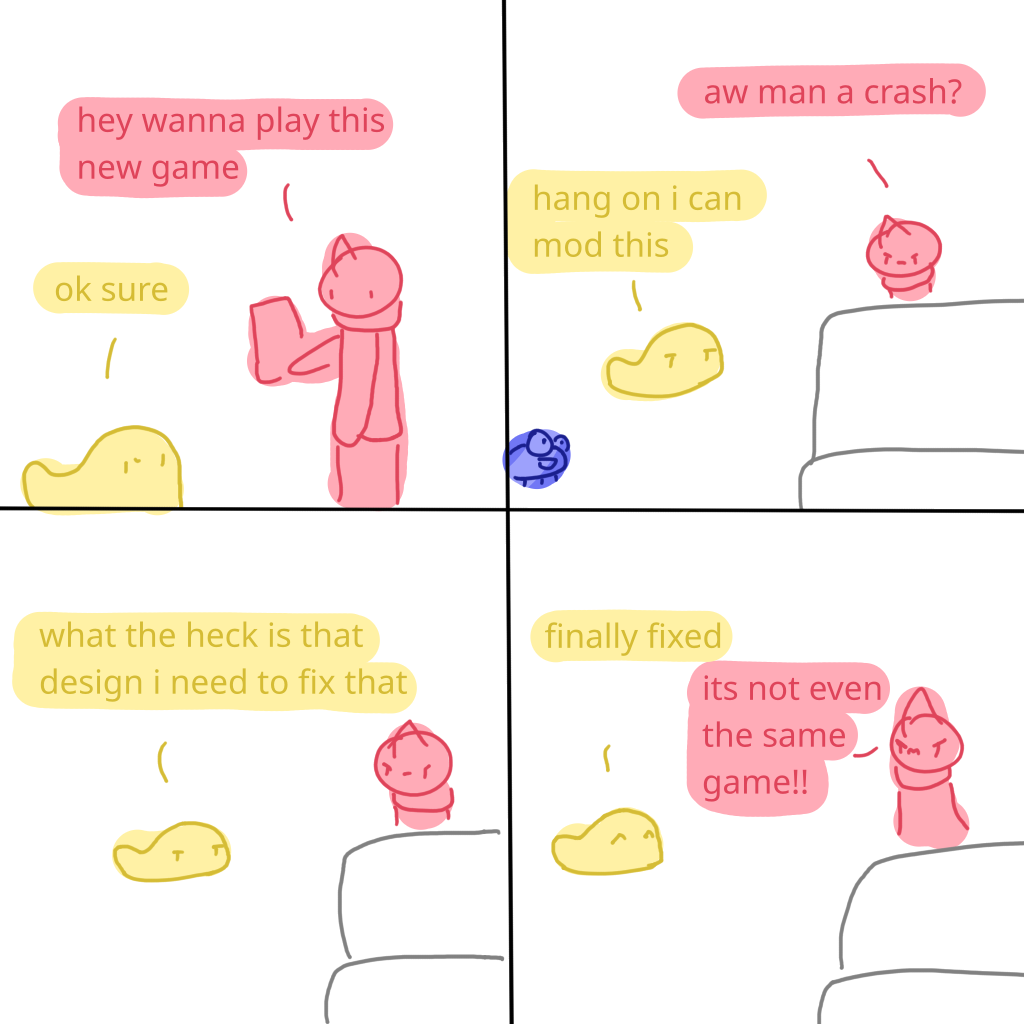 hey wanna play this
new game
ok sure
aw man a crash?
hang on i can
mod this
what the heck is that
design i need to fix that
finally fixed
its not even
the same
game!!